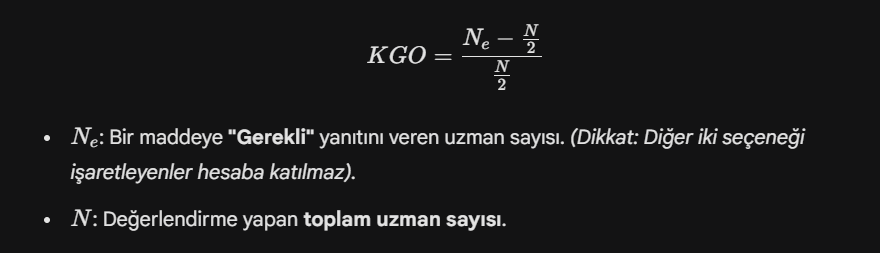 KGO = \frac{N_e - \frac{N}{2}}{\frac{N}{2}}
• N_e: Bir maddeye "Gerekli" yanıtını veren uzman sayısı. (Dikkat: Diğer iki seçeneği
işaretleyenler hesaba katılmaz).
• N: Değerlendirme yapan toplam uzman sayısı.